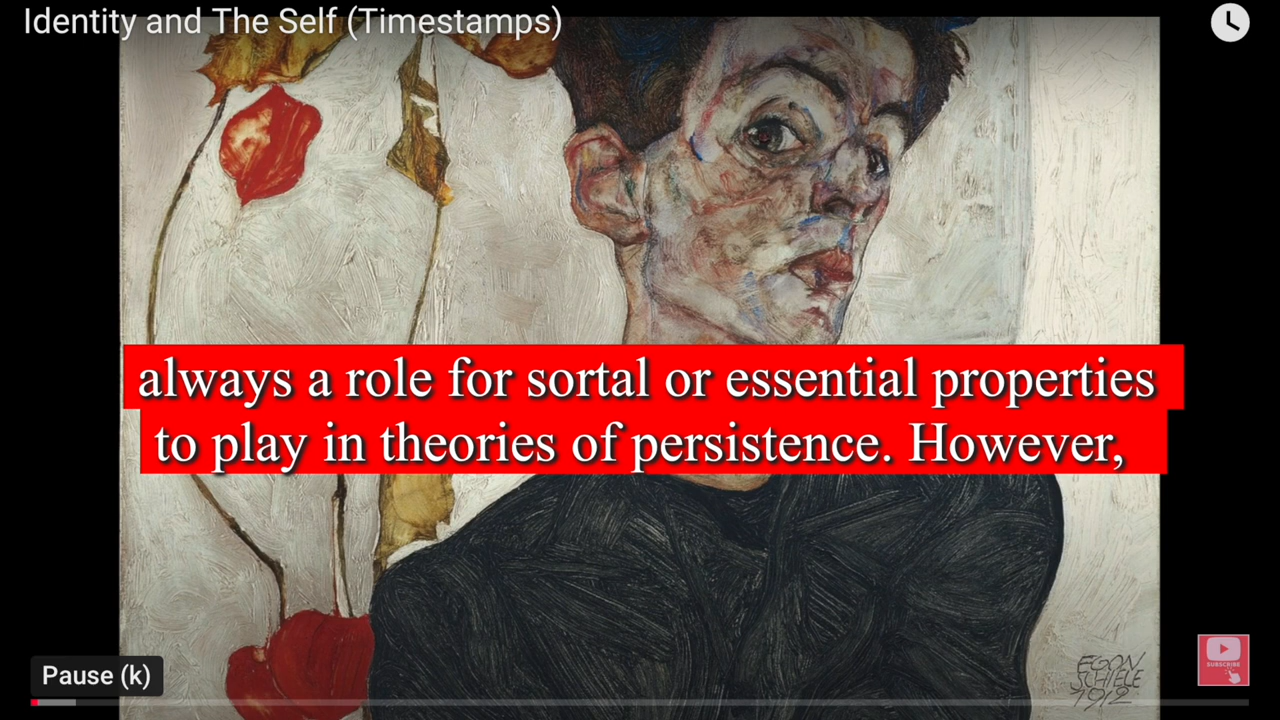 Identity and The Self (Timestamps)
always a role for sortal or essential properties
to play in theories of persistence. However,
Pause (k)
SUBSCRIBE
EGON
SCHIELE
1912